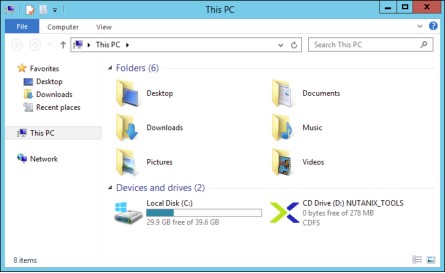 This PC
File Computer View
This PC
Search This PC
Favorites
Desktop
Downloads
Recent places
This PC
Network
Folders (6)
Desktop
Documents
Downloads
Music
Pictures
Videos
Devices and drives (2)
Local Disk (C:)
29.9 GB free of 39.6 GB
CD Drive (D:) NUTANIX_TOOLS
0 bytes free of 278 MB
CDFS
8 items